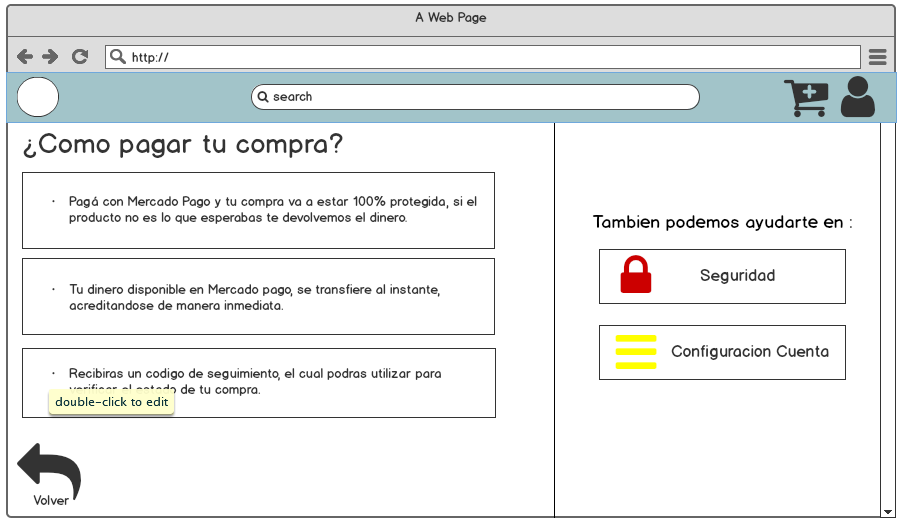 A Web Page
http://
search
¿Como pagar tu compra?
· Pagá con Mercado Pago y tu compra va a estar 100% protegida, si el
producto no es lo que esperabas te devolvemos el dinero.
· Tu dinero disponible en Mercado pago, se transfiere al instante,
acreditandose de manera inmediata.
· Recibiras un codigo de seguimiento, el cual podras utilizar para
verificar el estado de tu compra.
double-click to edit
Volver
Tambien podemos ayudarte en :
Seguridad
Configuracion Cuenta